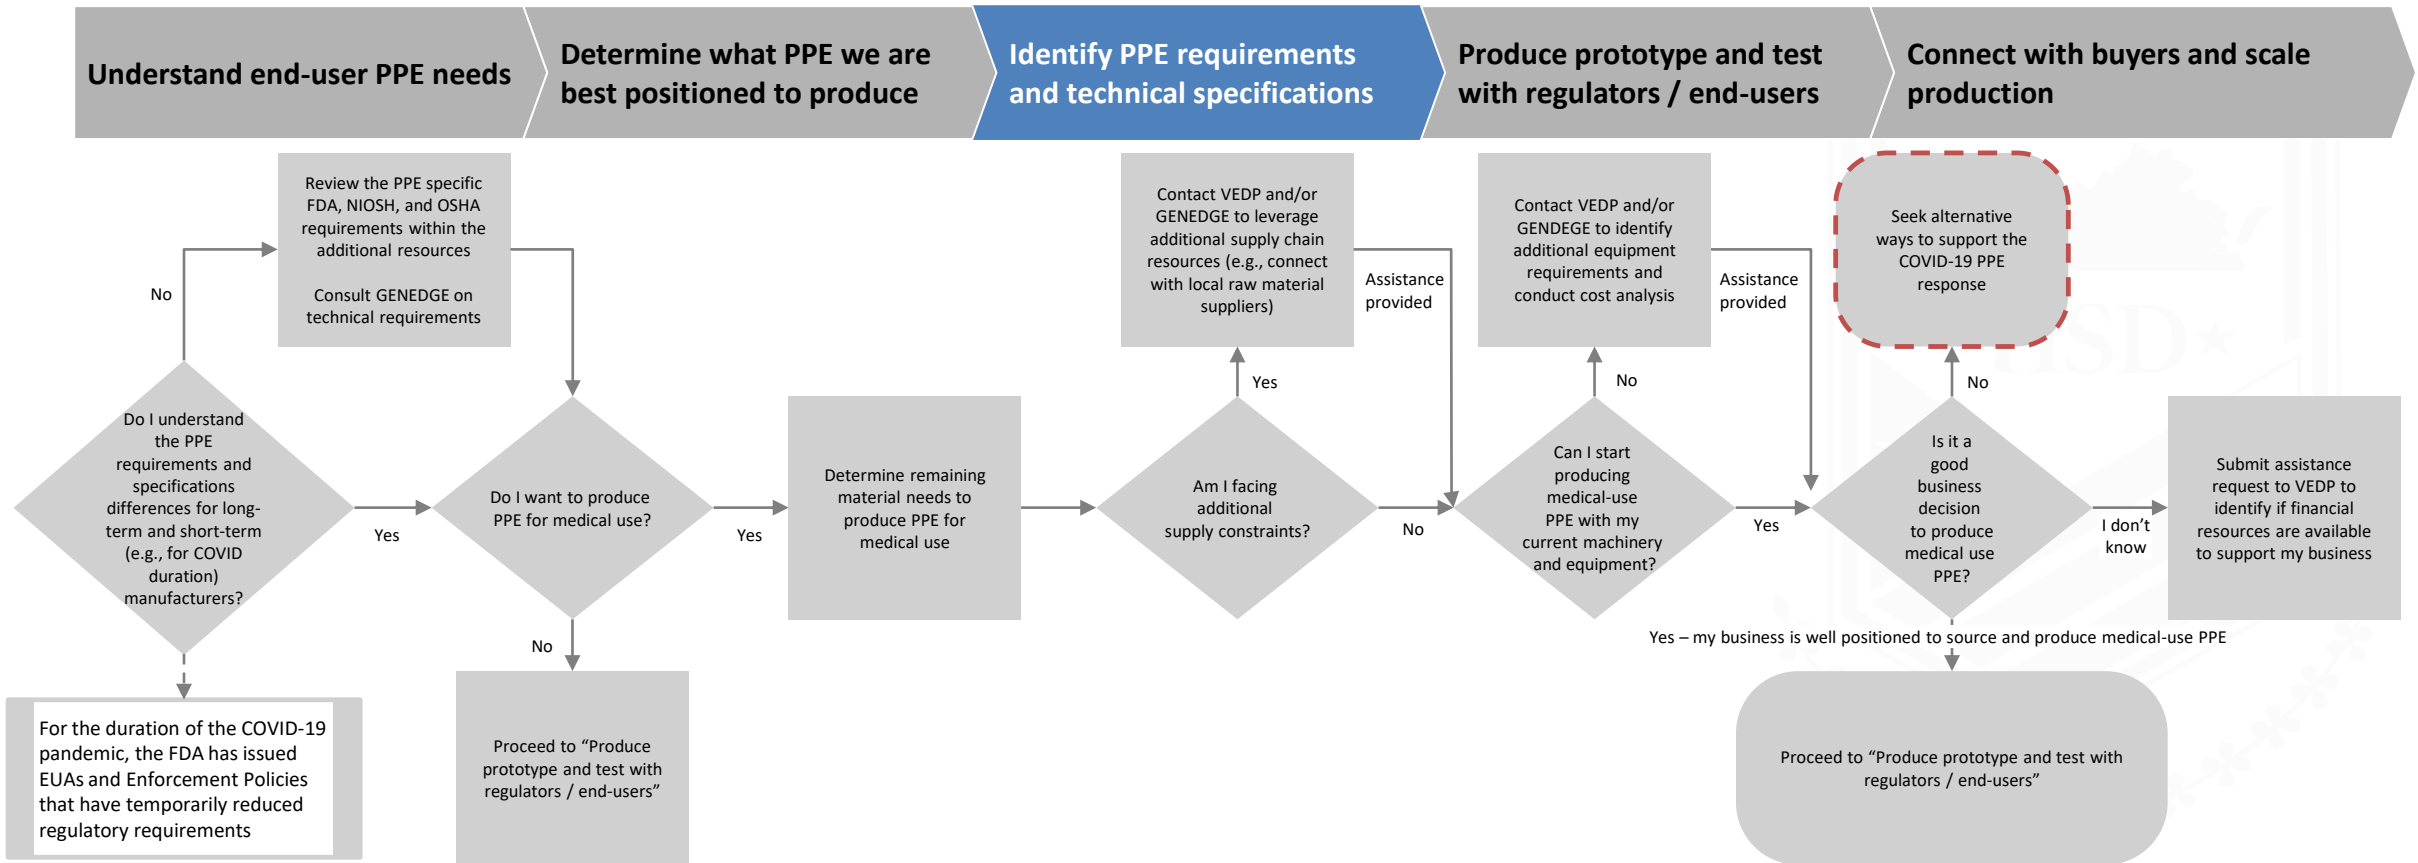 Understand end-user PPE needs
Determine what PPE we are
best positioned to produce
Identify PPE requirements
and technical specifications
Produce prototype and test
with regulators / end-users
Connect with buyers and scale
production
Review the PPE specific
FDA, NIOSH, and OSHA
requirements within the
additional resources
Consult GENEDGE on
technical requirements
No
Do I understand
the PPE
requirements and
specifications
differences for long-
term and short-term
(e.g., for COVID
duration)
manufacturers?
Yes
For the duration of the COVID-19
pandemic, the FDA has issued
EUAs and Enforcement Policies
that have temporarily reduced
regulatory requirements
Do I want to produce
PPE for medical use?
Yes
No
Proceed to “Produce
prototype and test with
regulators / end-users”
Determine remaining
material needs to
produce PPE for
medical use
Contact VEDP and/or
GENEDGE to leverage
additional supply chain
resources (e.g., connect
with local raw material
suppliers)
Assistance
provided
Yes
Am I facing
additional
supply constraints?
No
Contact VEDP and/or
GENDEGE to identify
additional equipment
requirements and
conduct cost analysis
Assistance
provided
No
Can I start
producing
medical-use
PPE with my
current machinery
and equipment?
Yes
Seek alternative
ways to support the
COVID-19 PPE
response
No
Is it a
good
business
decision
to produce
medical use
PPE?
I don’t
know
Submit assistance
request to VEDP to
identify if financial
resources are available
to support my business
Yes – my business is well positioned to source and produce medical-use PPE
Proceed to “Produce prototype and test with
regulators / end-users”